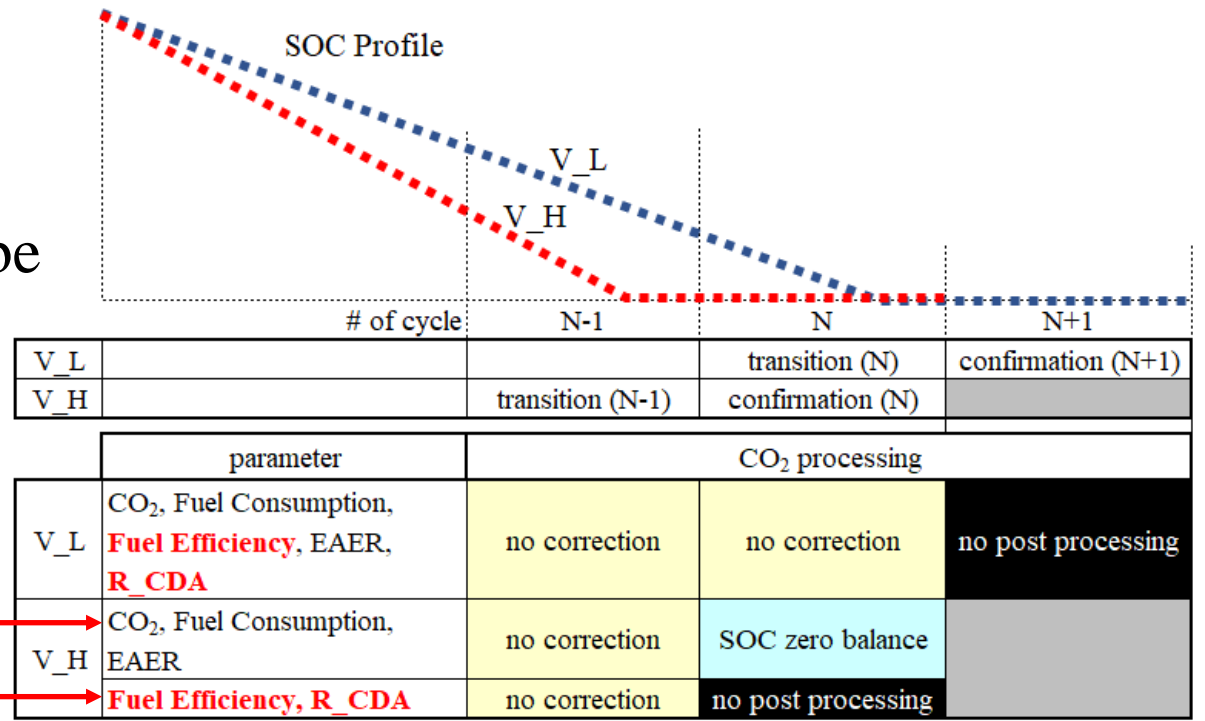 SOC Profile
V_L
V_H
be
# of cycle N-1 N N+1
V_L transition (N) confirmation (N+1)
V_H transition (N-1) confirmation (N)
parameter CO₂ processing
V_L CO₂, Fuel Consumption, Fuel Efficiency, EAER, R_CDA no correction no correction no post processing
V_H CO₂, Fuel Consumption, EAER no correction SOC zero balance
Fuel Efficiency, R_CDA no correction no post processing